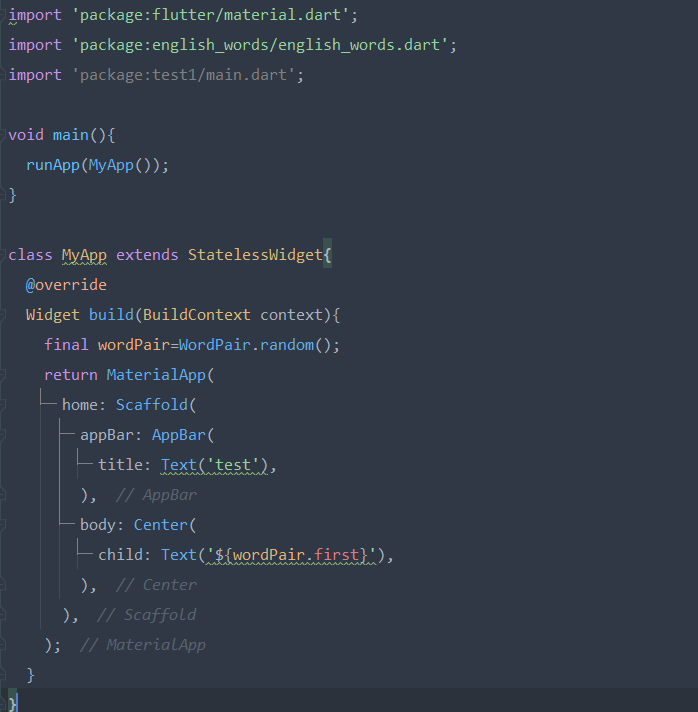 import 'package:flutter/material.dart';
import 'package:english_words/english_words.dart';
import 'package:test1/main.dart';
void main(){
runApp(MyApp());
}
class MyApp extends StatelessWidget{
@override
Widget build(BuildContext context){
final wordPair=WordPair.random();
return MaterialApp(
home: Scaffold(
appBar: AppBar(
title: Text('test'),
), // AppBar
body: Center(
child: Text('${wordPair.first}'),
), // Center
), // Scaffold
); // MaterialApp
}
}